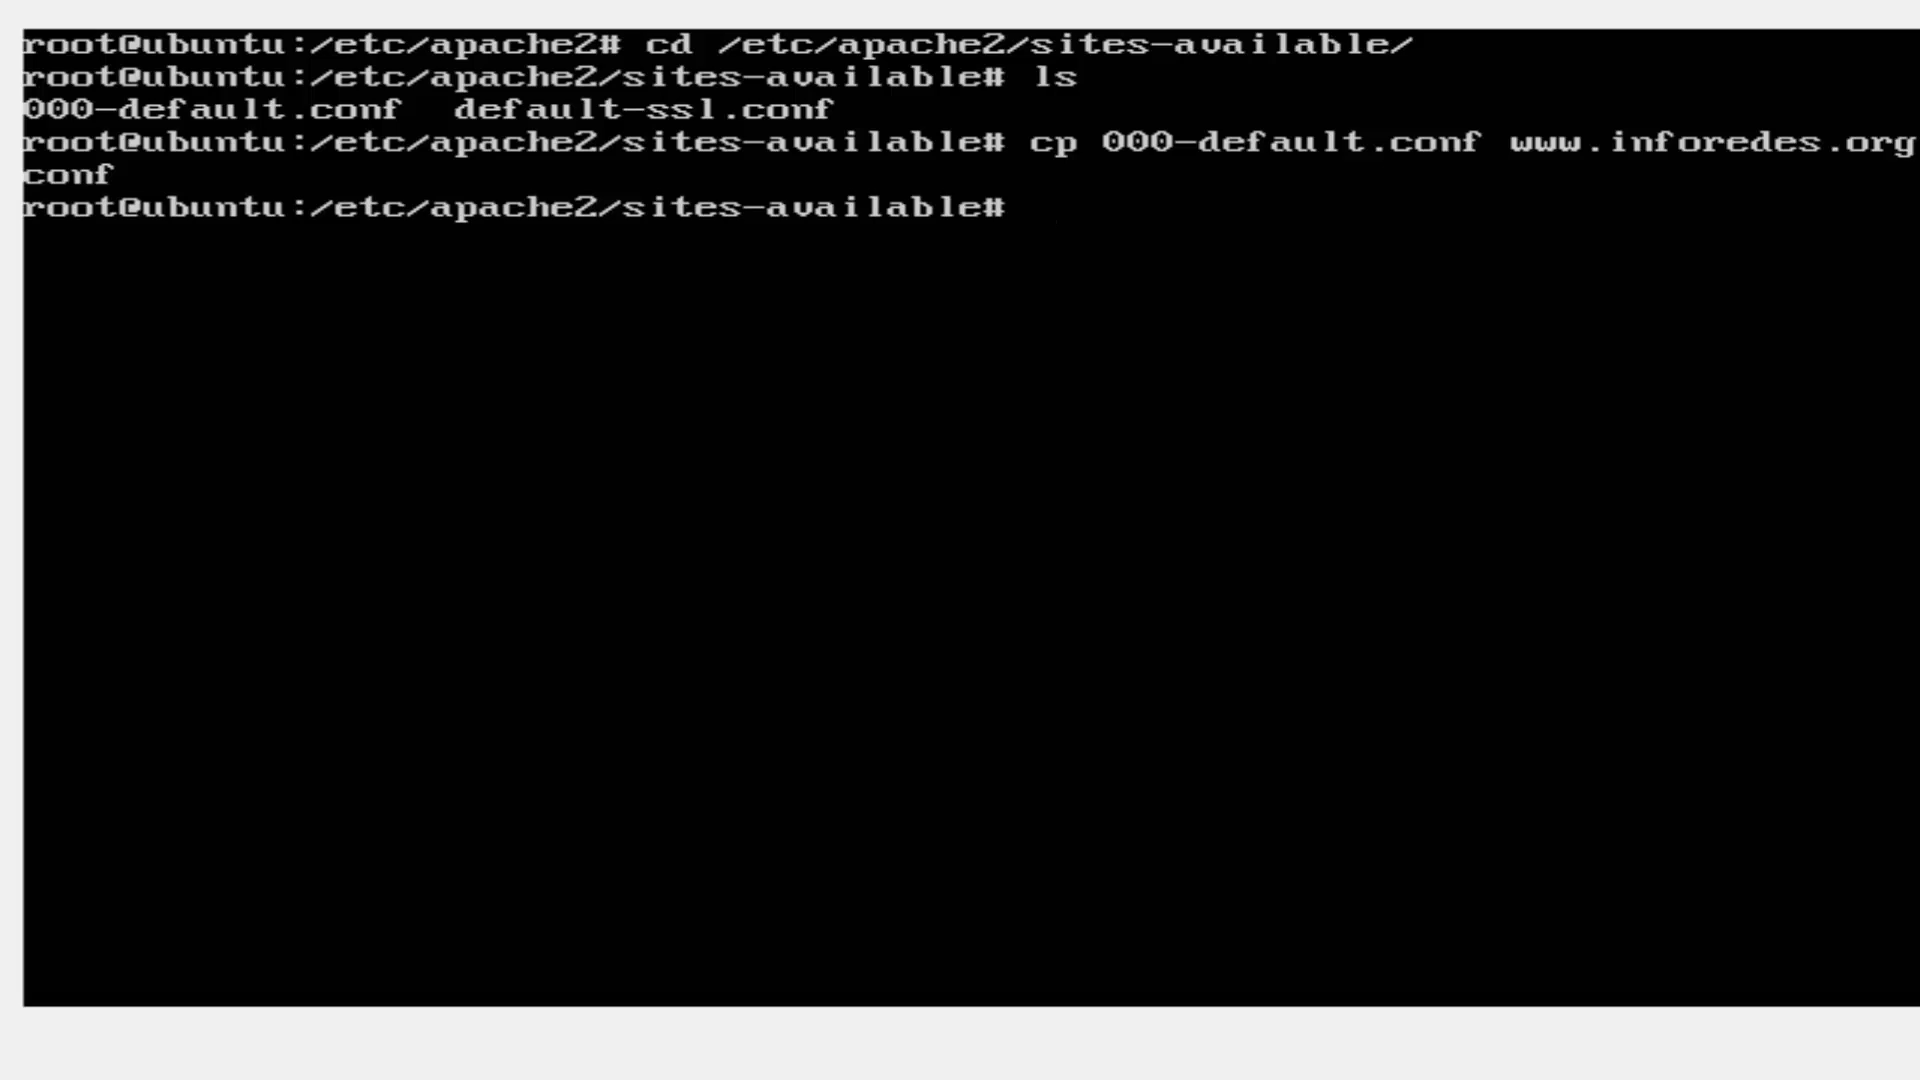 root@ubuntu:/etc/apache2# cd /etc/apache2/sites-available/
root@ubuntu:/etc/apache2/sites-available# ls
000-default.conf  default-ssl.conf
root@ubuntu:/etc/apache2/sites-available# cp 000-default.conf www.inforedes.org
conf
root@ubuntu:/etc/apache2/sites-available#